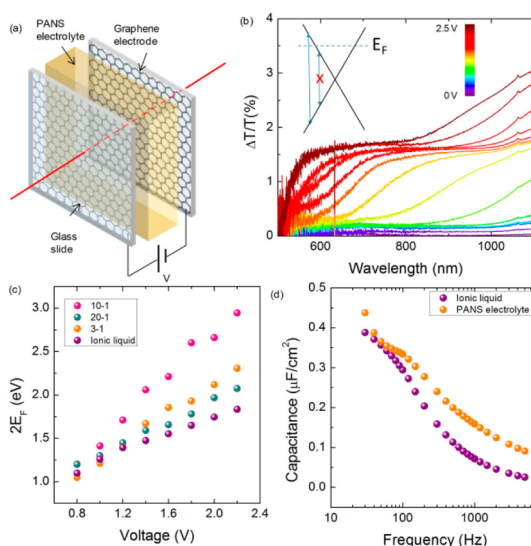 (a)
PANS
electrolyte
Graphene
electrode
Glass
slide
V
(b)
ΔT/T(%)
4
3
2
1
0
E_F
X
2.5 V
0 V
600 800 1000
Wavelength (nm)
(c)
2E_F (eV)
3.0
2.5
2.0
1.5
1.0
10-1
20-1
3-1
Ionic liquid
0.8 1.2 1.6 2.0 2.4
Voltage (V)
(d)
Capacitance (μF/cm²)
0.5
0.4
0.3
0.2
0.1
0.0
Ionic liquid
PANS electrolyte
10 100 1000
Frequency (Hz)